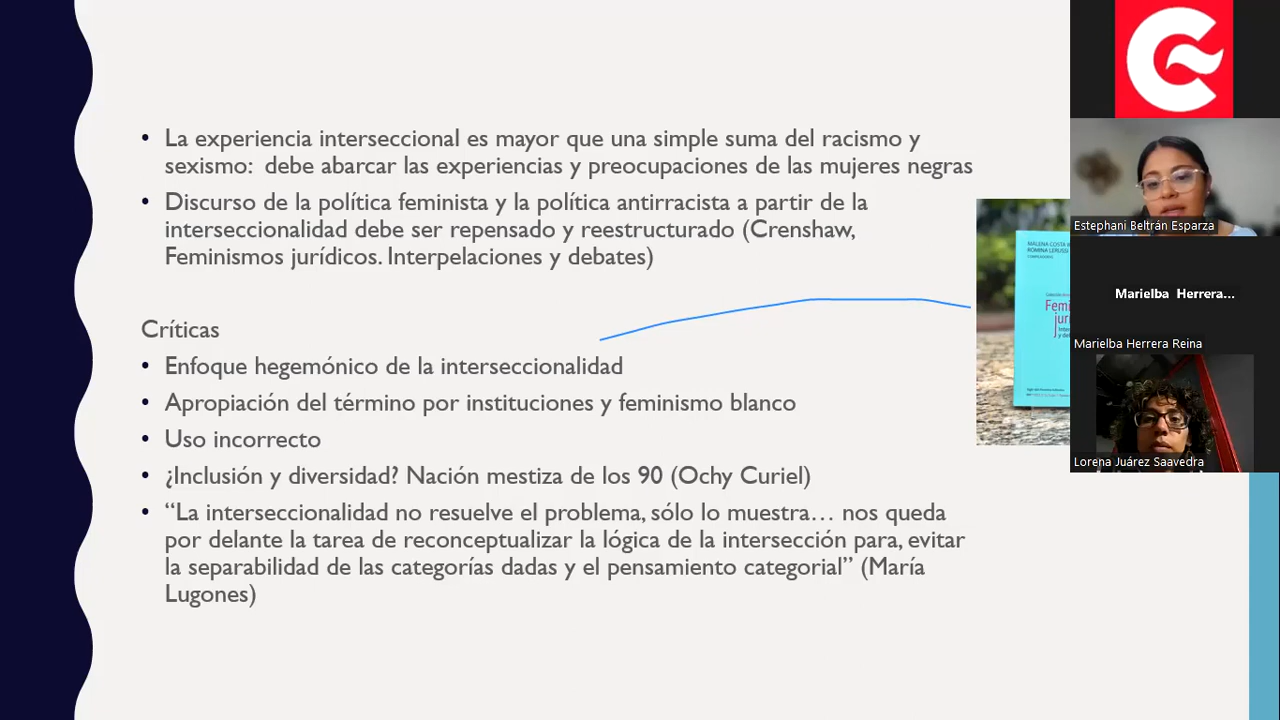 • La experiencia interseccional es mayor que una simple suma del racismo y
sexismo:  debe abarcar las experiencias y preocupaciones de las mujeres negras
• Discurso de la política feminista y la política antirracista a partir de la
interseccionalidad debe ser repensado y reestructurado (Crenshaw,
Feminismos jurídicos. Interpelaciones y debates)
Críticas
• Enfoque hegemónico de la interseccionalidad
• Apropiación del término por instituciones y feminismo blanco
• Uso incorrecto
• ¿Inclusión y diversidad? Nación mestiza de los 90 (Ochy Curiel)
• “La interseccionalidad no resuelve el problema, sólo lo muestra… nos queda
por delante la tarea de reconceptualizar la lógica de la intersección para, evitar
la separabilidad de las categorías dadas y el pensamiento categorial” (María
Lugones)
MALENA COSTA
ROMINA LERUSSI
Estephani Beltrán Esparza
Marielba Herrera...
Marielba Herrera Reina
Lorena Juárez Saavedra